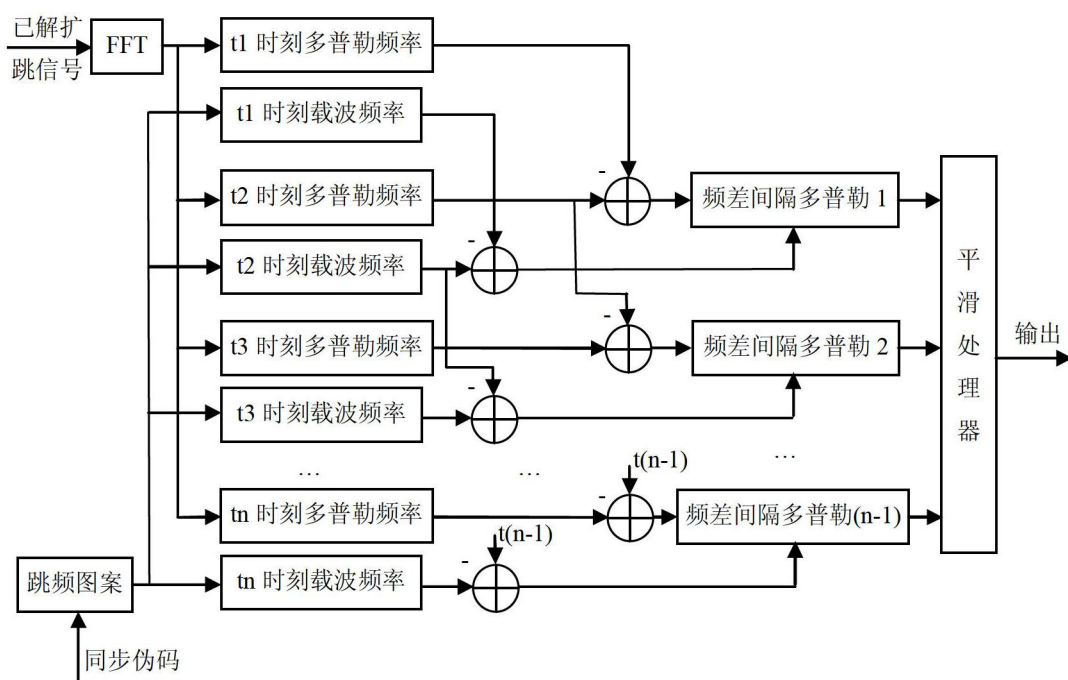 已解扩
跳信号
FFT
t1 时刻多普勒频率
t1 时刻载波频率
t2 时刻多普勒频率
t2 时刻载波频率
t3 时刻多普勒频率
t3 时刻载波频率
...
tn 时刻多普勒频率
tn 时刻载波频率
跳频图案
同步伪码
-
-
-
-
...
t(n-1)
-
t(n-1)
-
频差间隔多普勒 1
频差间隔多普勒 2
...
频差间隔多普勒(n-1)
平滑处理器
输出